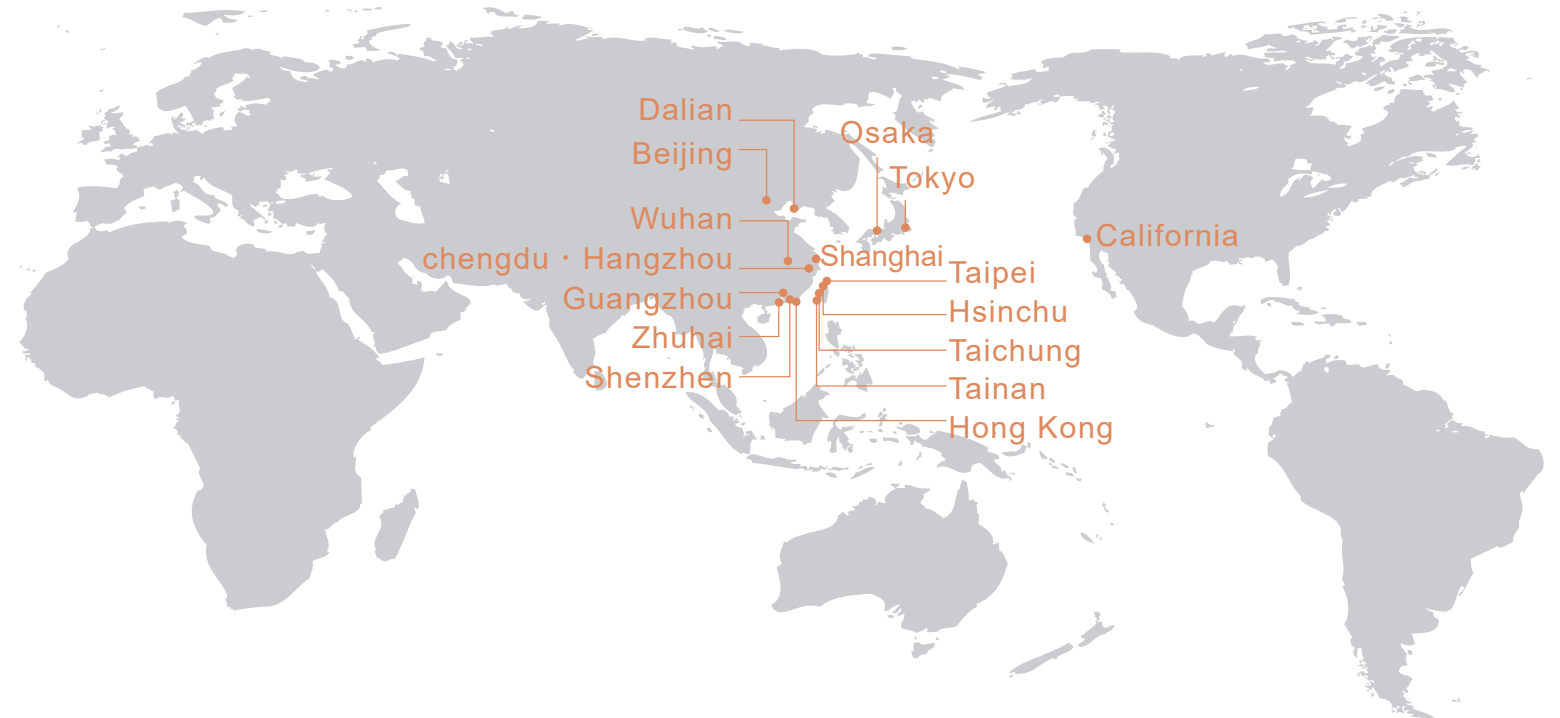 Dalian
Osaka
Beijing
Tokyo
Wuhan
California
chengdu · Hangzhou
Shanghai
Taipei
Guangzhou
Hsinchu
Zhuhai
Taichung
Shenzhen
Tainan
Hong Kong